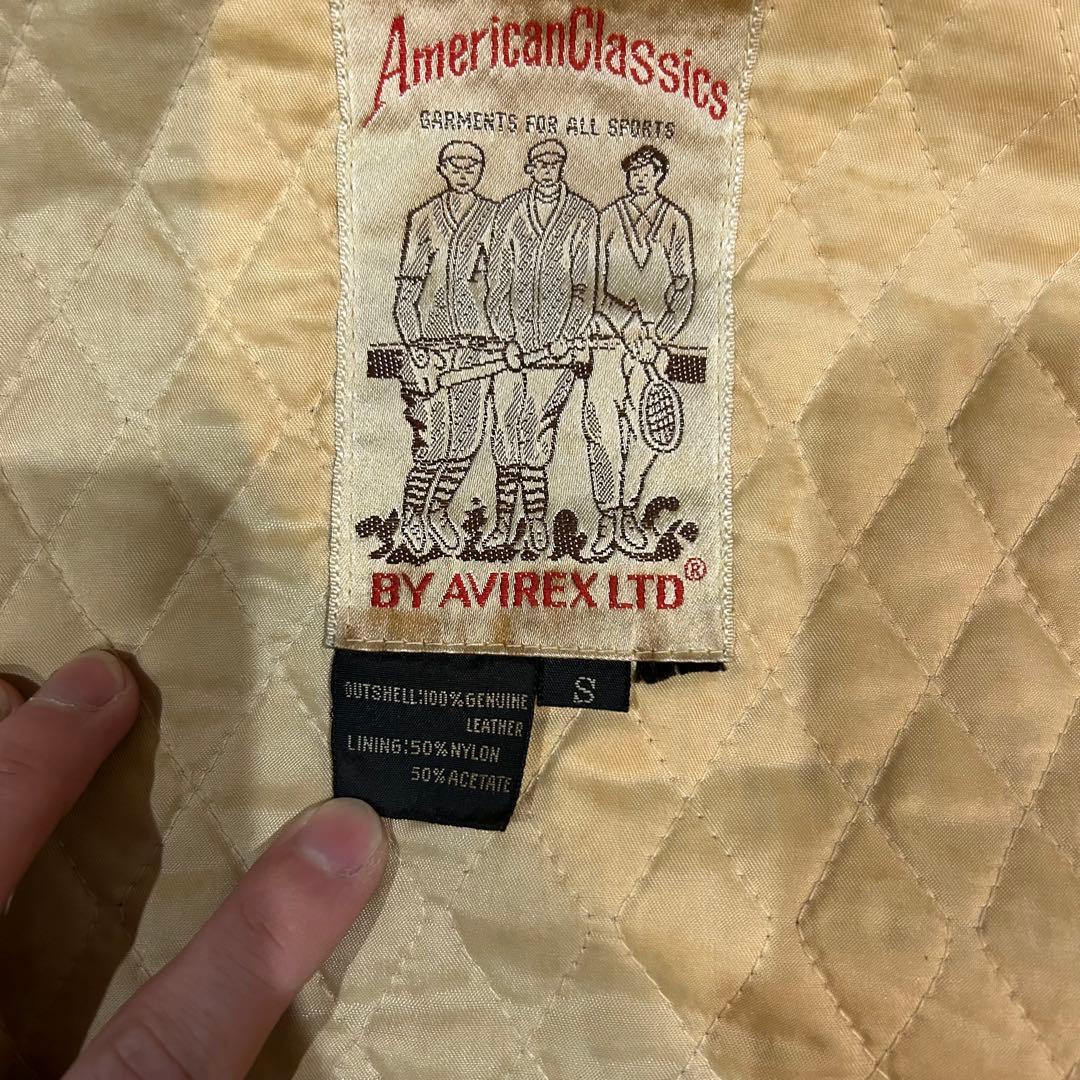 AmericanClassics
GARMENTS FOR ALL SPORTS
BY AVIREX LTD®
S
OUTSHELL:100%GENUINE
LEATHER
LINING:50%NYLON
50%ACETATE